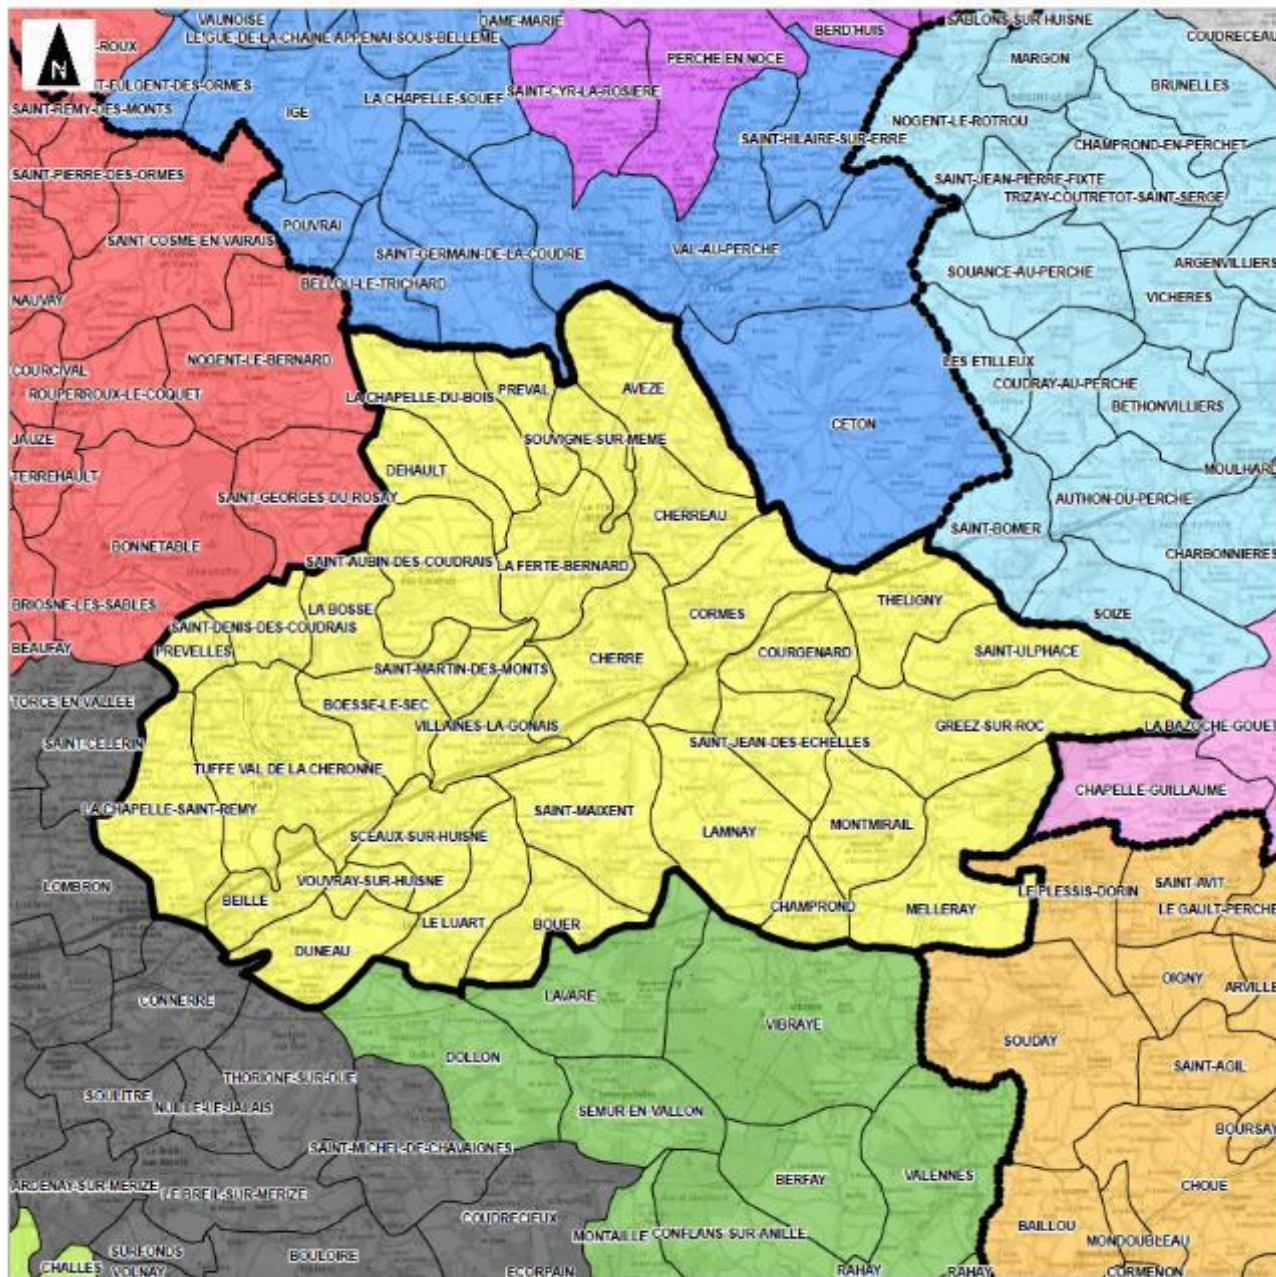 N
VAUNOISE
DAME-MARIE
BERD'HUIS
SABLONS SUR HUISNE
-ROUX
LE GUE-DE-LA-CHAINE
APPENAI-SOUS-BELLEME
COUDRECEAU
PERCHE EN NOCE
MARGON
T-FULGENT-DES-ORMES
SAINT-CYR-LA-ROSIERE
BRUNELLES
SAINT-REMY-DES-MONTS
IGE
LA CHAPELLE-SOUEF
NOGENT-LE-ROTROU
SAINT-HILAIRE-SUR-ERRE
CHAMPROND-EN-PERCHET
SAINT-PIERRE-DES-ORMES
SAINT-JEAN-PIERRE-FIXTE
TRIZAY-COUTRETOT-SAINT-SERGE
POUVRAI
SAINT-COSME-EN-VAIRAIS
SAINT-GERMAIN-DE-LA-COUDRE
VAL-AU-PERCHE
ARGENVILLIERS
SOUANCE-AU-PERCHE
BELLOU-LE-TRICHARD
VICHERES
NAUVAY
NOGENT-LE-BERNARD
LES ETILLEUX
COURCIVAL
COUDRAY-AU-PERCHE
ROUPERROUX-LE-COQUET
LA CHAPELLE-DU-BOIS
PREVAL
AVEZE
BETHONVILLIERS
CETON
JAUZE
SOUVIGNE-SUR-MEME
TERREHAULT
DEHAULT
MOULHARD
SAINT-GEORGES-DU-ROSAY
AUTHON-DU-PERCHE
CHERREAU
SAINT-BOMER
BONNETABLE
CHARBONNIERES
SAINT-AUBIN-DES-COUDRAIS
LA FERTE-BERNARD
BRIOSNE-LES-SABLES
LA BOSSE
THELIGNY
CORMES
SOIZE
SAINT-DENIS-DES-COUDRAIS
BEAUFAY
PREVELLES
CHERRE
COURGENARD
SAINT-ULPHACE
SAINT-MARTIN-DES-MONTS
TORCE-EN-VALLEE
BOESSE-LE-SEC
VILLAINES-LA-GONAIS
GREEZ-SUR-ROC
LA BAZOCHE-GOUET
SAINT-CELERIN
SAINT-JEAN-DES-ECHELLES
TUFFE VAL DE LA CHERONNE
CHAPELLE-GUILLAUME
LA CHAPELLE-SAINT-REMY
SAINT-MAIXENT
SCEAUX-SUR-HUISNE
LAMNAY
MONTMIRAIL
LOMBRON
VOUVRAY-SUR-HUISNE
SAINT-AVIT
LE PLESSIS-DORIN
BEILLE
CHAMPROND
MELLERAY
LE GAULT-PERCHE
LE LUART
BOUER
DUNEAU
OIGNY
ARVILLE
CONNERRE
LAVARE
VIBRAYE
SOUDAY
DOLLON
SAINT-AGIL
THORIGNE-SUR-DUE
SOULITRE
NUILLE-LE-JALAIS
SEMUR-EN-VALLON
BOURSAY
SAINT-MICHEL-DE-CHAVAIGNES
BERFAY
VALENNES
ARDENAY-SUR-MERIZE
LE BREIL-SUR-MERIZE
CHOUE
COUDRECIEUX
BAILLOU
MONTAILLE
CONFLANS-SUR-ANILLE
MONDOUBLEAU
SURFONDS
BOULOIRE
CHALLES
VOLNAY
ECORPAIN
RAHAY
RAHAY
CORMENON